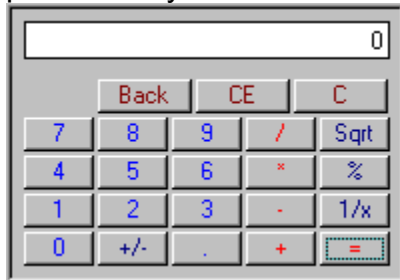 0
Back CE C
7 8 9 / Sqrt
4 5 6 * %
1 2 3 - 1/x
0 +/- . + =